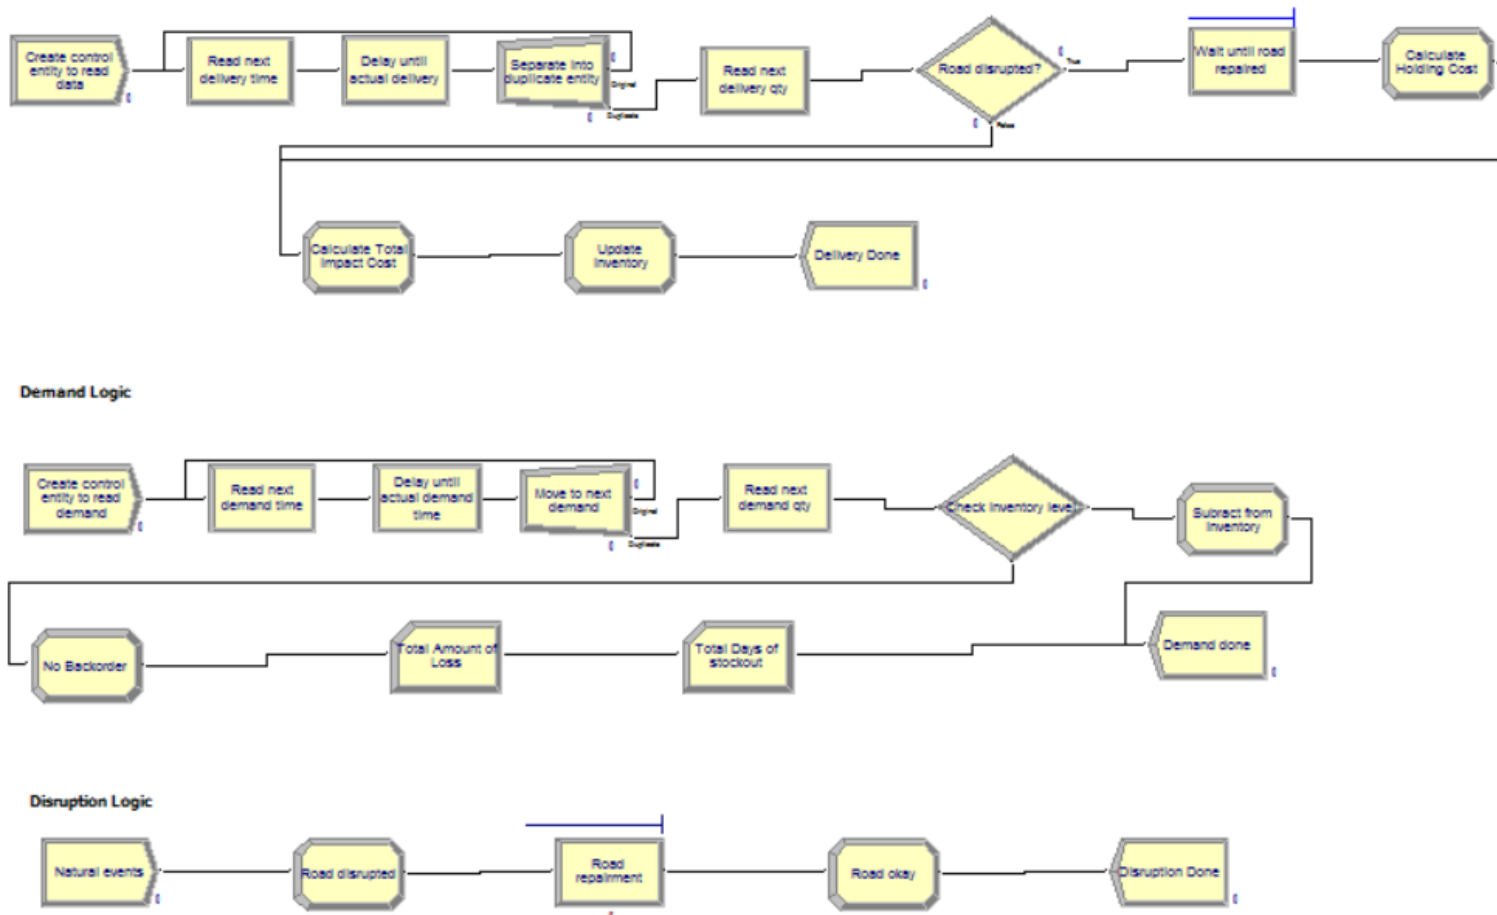 Create control
entity to read
data
Read next
delivery time
Delay until
actual delivery
Separate into
duplicate entity
Original
Duplicate
Read next
delivery qty
Road disrupted?
True
False
Wait until road
repaired
Calculate
Holding Cost
Calculate Total
Impact Cost
Update
Inventory
Delivery Done
Demand Logic
Create control
entity to read
demand
Read next
demand time
Delay until
actual demand
time
Move to next
demand
Original
Duplicate
Read next
demand qty
Check inventory level
Subract from
Inventory
No Backorder
Total Amount of
Loss
Total Days of
stockout
Demand done
Disruption Logic
Natural events
Road disrupted
Road
repairment
Road okay
Disruption Done